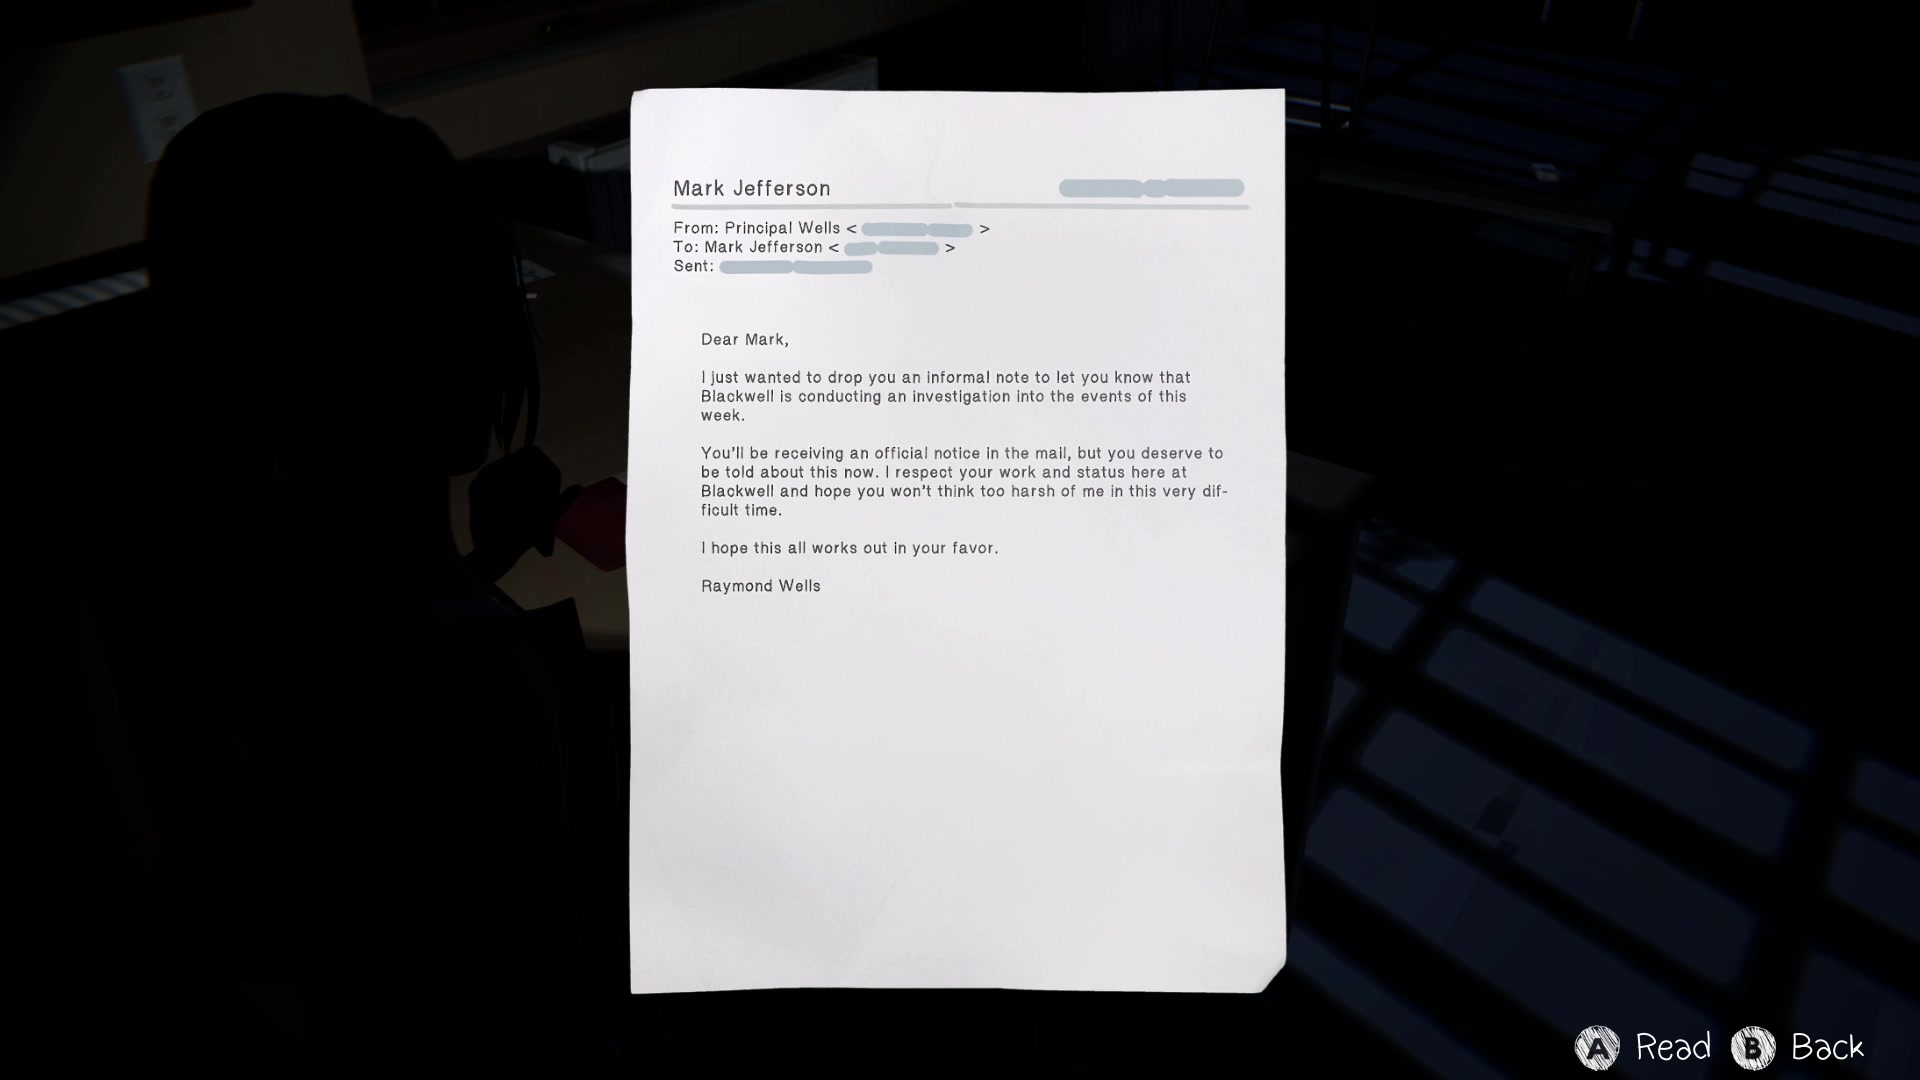 Mark Jefferson
From: Principal Wells < >
To: Mark Jefferson < >
Sent:
Dear Mark,
I just wanted to drop you an informal note to let you know that
Blackwell is conducting an investigation into the events of this
week.
You'll be receiving an official notice in the mail, but you deserve to
be told about this now. I respect your work and status here at
Blackwell and hope you won't think too harsh of me in this very dif-
ficult time.
I hope this all works out in your favor.
Raymond Wells
A Read B Back